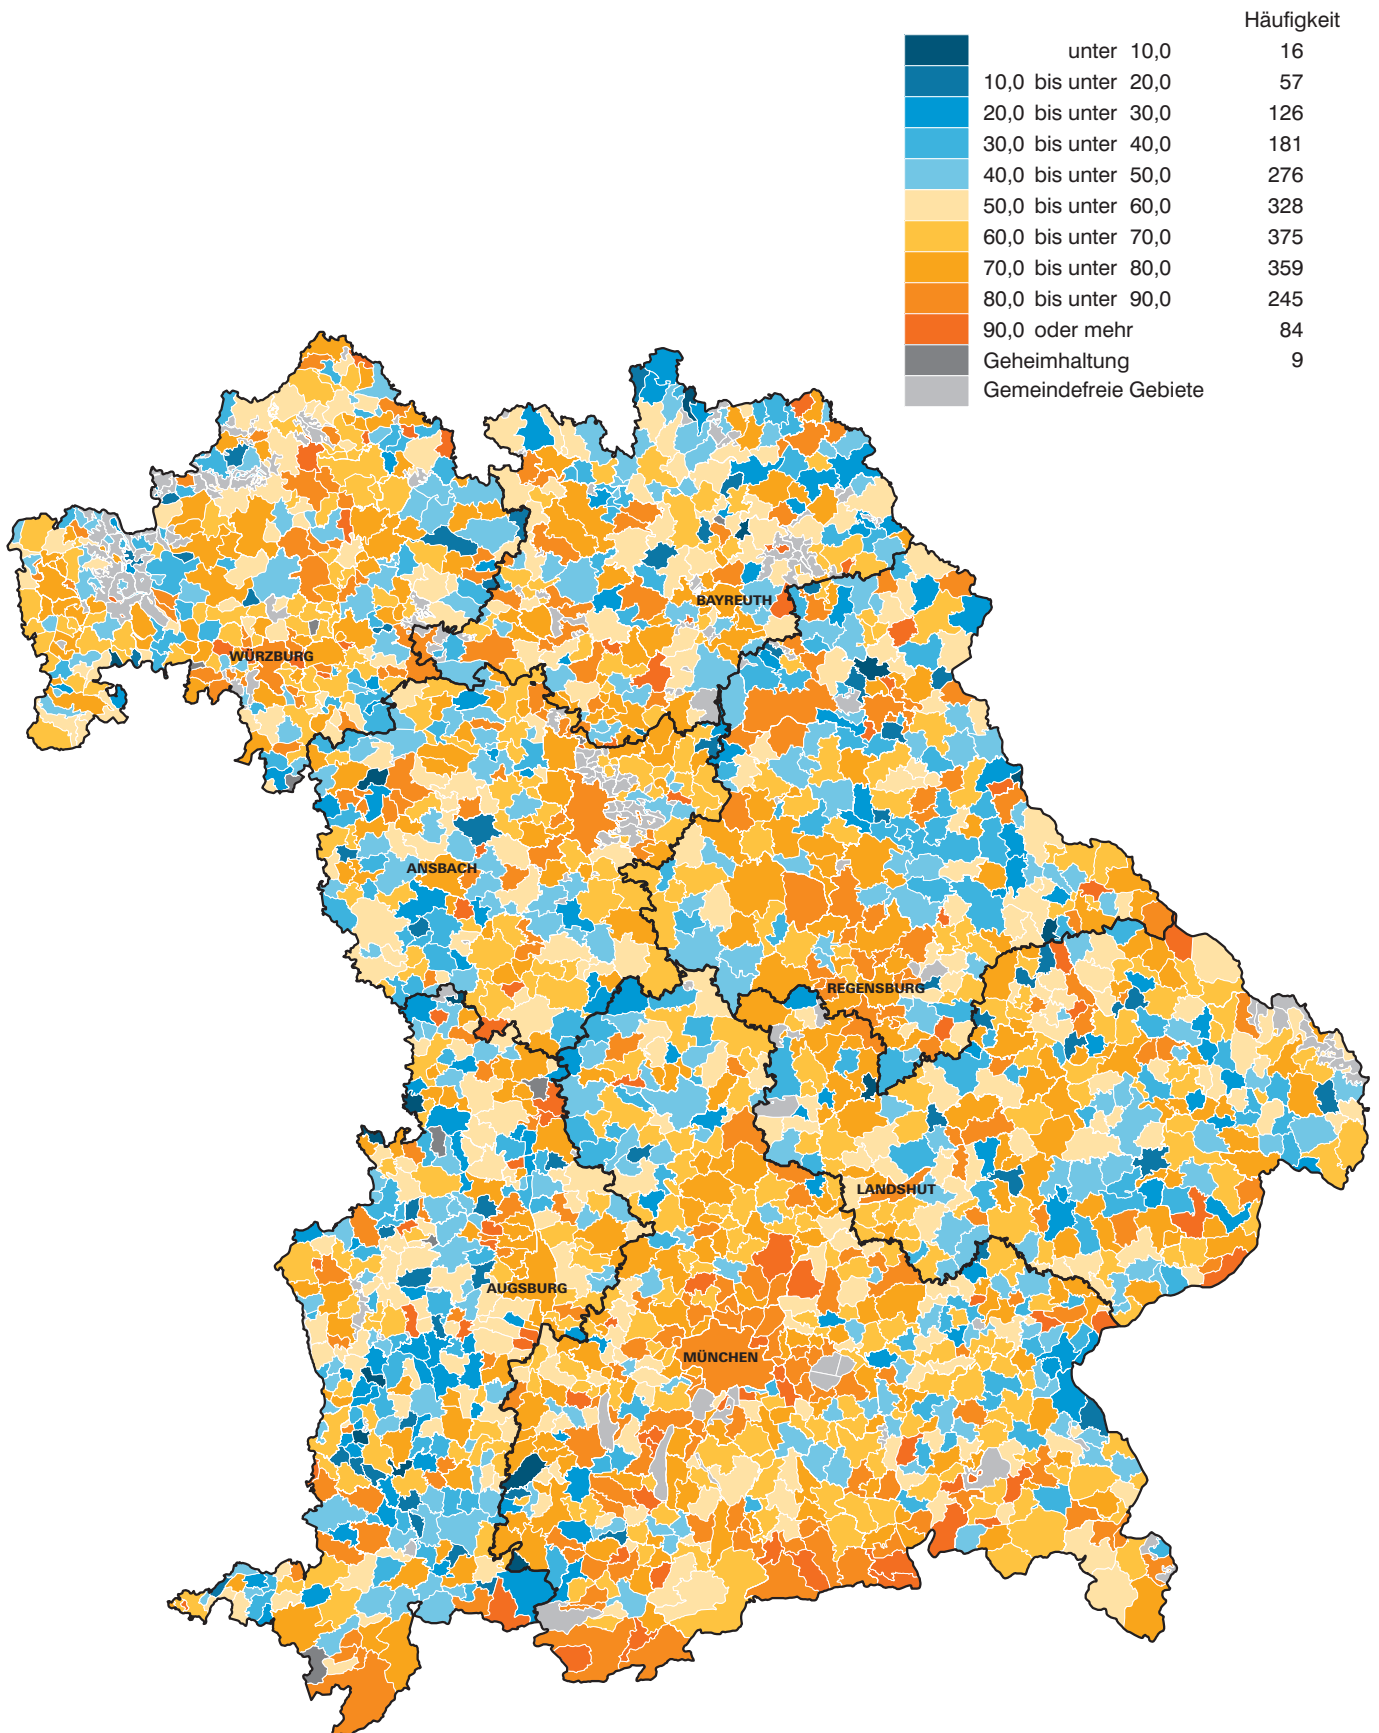 Häufigkeit
unter 10,0 16
10,0 bis unter 20,0 57
20,0 bis unter 30,0 126
30,0 bis unter 40,0 181
40,0 bis unter 50,0 276
50,0 bis unter 60,0 328
60,0 bis unter 70,0 375
70,0 bis unter 80,0 359
80,0 bis unter 90,0 245
90,0 oder mehr 84
Geheimhaltung 9
Gemeindefreie Gebiete
BAYREUTH
WÜRZBURG
ANSBACH
REGENSBURG
LANDSHUT
AUGSBURG
MÜNCHEN